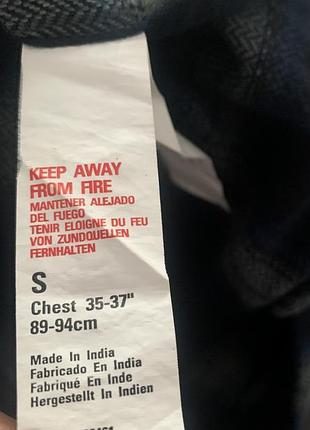 KEEP AWAY
FROM FIRE
MANTENER ALEJADO
DEL FUEGO
TENIR ELOIGNE DU FEU
VON ZUNDQUELLEN
FERNHALTEN
S
Chest 35-37"
89-94cm
Made In India
Fabricado En India
Fabriqué En Inde
Hergestellt In Indien